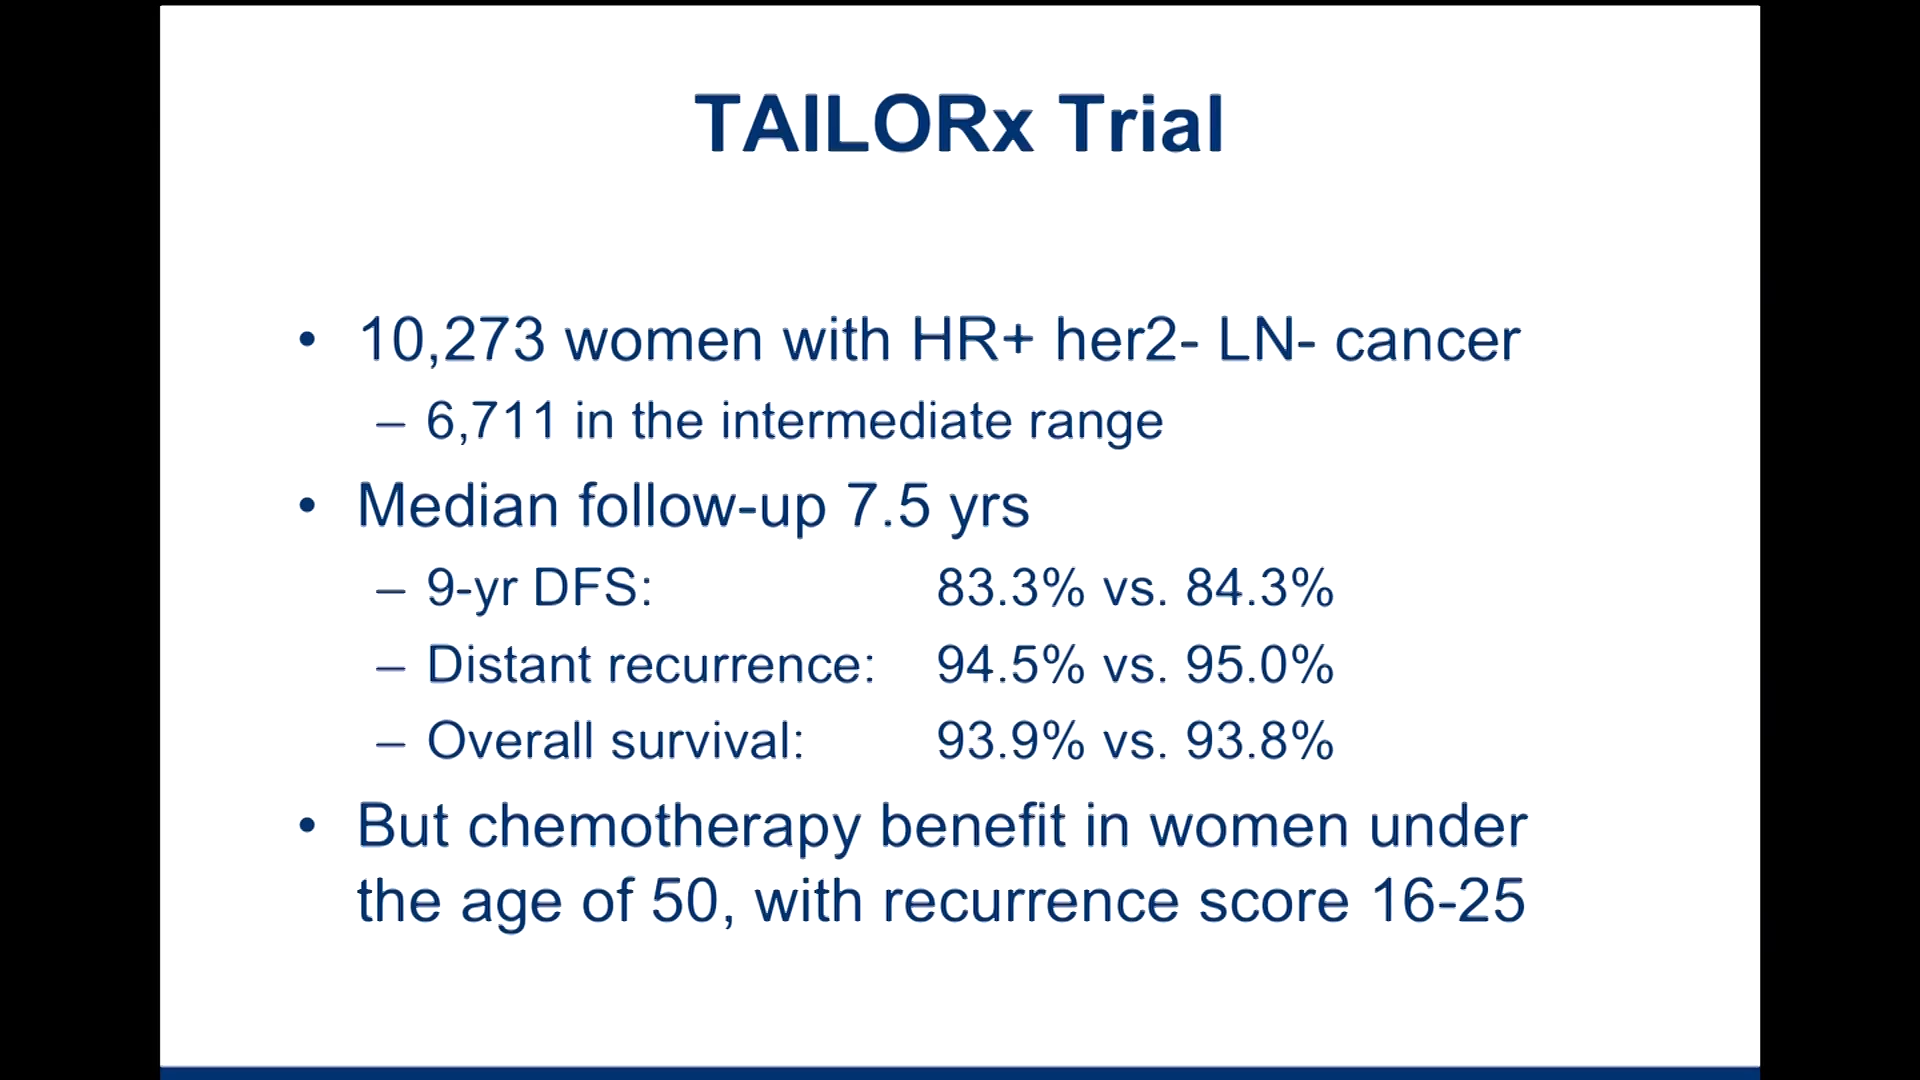 TAILORx Trial
• 10,273 women with HR+ her2- LN- cancer
– 6,711 in the intermediate range
• Median follow-up 7.5 yrs
– 9-yr DFS: 83.3% vs. 84.3%
– Distant recurrence: 94.5% vs. 95.0%
– Overall survival: 93.9% vs. 93.8%
• But chemotherapy benefit in women under
the age of 50, with recurrence score 16-25